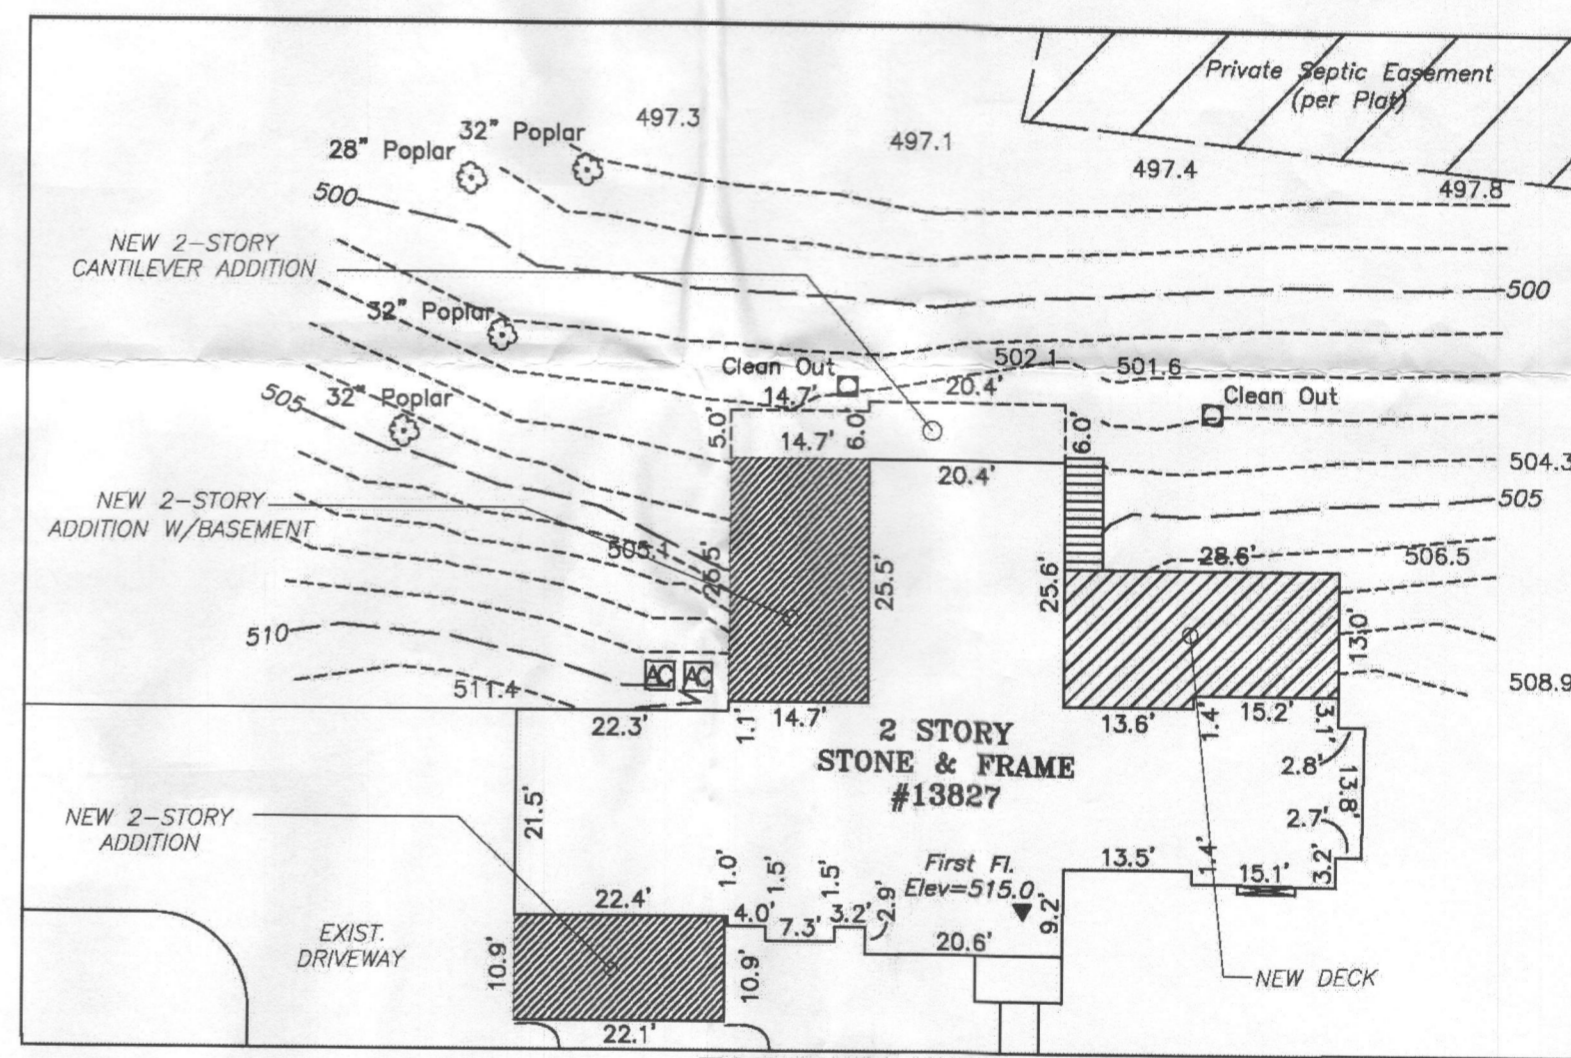 Private Septic Easement
(per Plat)
497.3
32" Poplar
28" Poplar
497.1
497.4
497.8
500
NEW 2-STORY
CANTILEVER ADDITION
500
32" Poplar
502.1
501.6
Clean Out
14.7'
20.4'
Clean Out
505
32" Poplar
5.0'
14.7'
6.0'
6.0'
20.4'
504.3
505
NEW 2-STORY
ADDITION W/BASEMENT
505.1
25.5'
25.5'
25.6'
28.6'
506.5
13.0'
510
AC
AC
511.4
508.9
22.3'
1.1'
14.7'
13.6'
1.4'
15.2'
3.1'
2 STORY
STONE & FRAME
#13827
2.8'
13.8'
2.7'
NEW 2-STORY
ADDITION
21.5'
First Fl.
Elev=515.0
13.5'
1.4'
15.1'
3.2'
22.4'
1.0'
4.0'
1.5'
7.3'
1.5'
3.2'
2.9'
9.2'
20.6'
EXIST.
DRIVEWAY
10.9'
10.9'
22.1'
NEW DECK